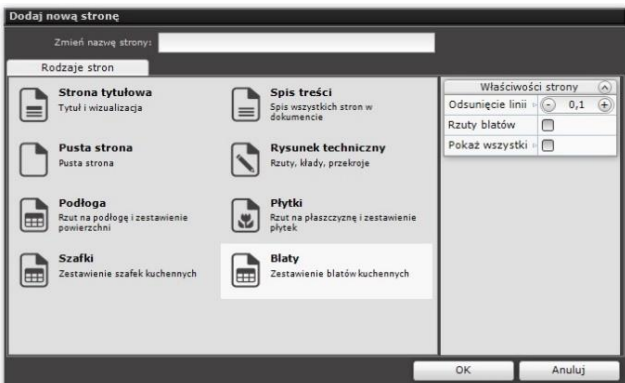 Dodaj nową stronę
Zmień nazwę strony:
Rodzaje stron
Strona tytułowa
Tytuł i wizualizacja
Spis treści
Spis wszystkich stron w
dokumencie
Pusta strona
Pusta strona
Rysunek techniczny
Rzuty, kłady, przekroje
Podłoga
Rzut na podłogę i zestawienie
powierzchni
Płytki
Rzut na płaszczyznę i zestawienie
płytek
Szafki
Zestawienie szafek kuchennych
Blaty
Zestawienie blatów kuchennych
Właściwości strony
Odsunięcie linii 0,1
Rzuty blatów
Pokaż wszystki
OK Anuluj